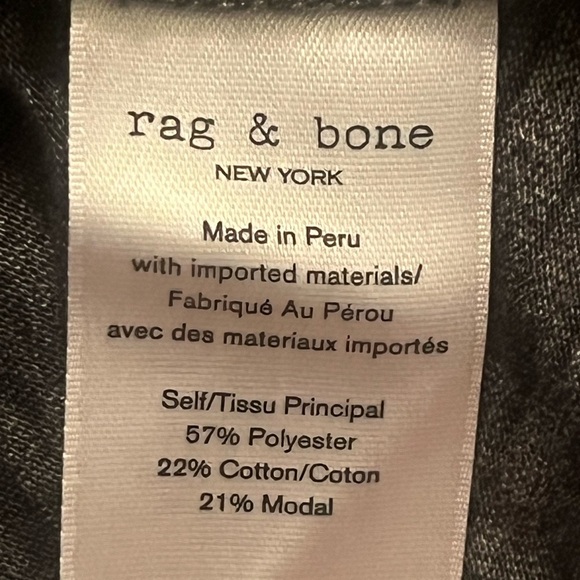 rag & bone
NEW YORK
Made in Peru
with imported materials/
Fabriqué Au Pérou
avec des materiaux importés
Self/Tissu Principal
57% Polyester
22% Cotton/Coton
21% Modal